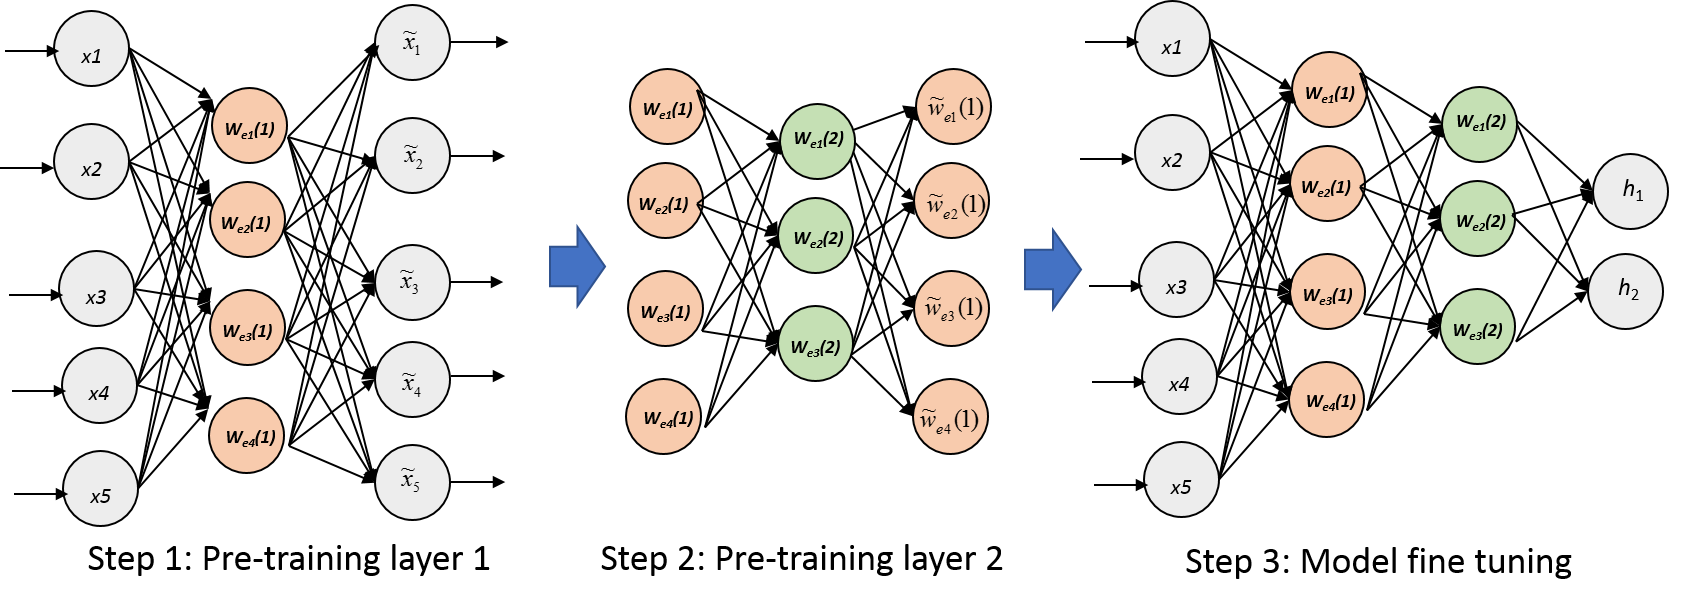 x1
x2
x3
x4
x5
We1(1)
We2(1)
We3(1)
We4(1)
x̃1
x̃2
x̃3
x̃4
x̃5
Step 1: Pre-training layer 1
We1(1)
We2(1)
We3(1)
We4(1)
We1(2)
We2(2)
We3(2)
w̃e1(1)
w̃e2(1)
w̃e3(1)
w̃e4(1)
Step 2: Pre-training layer 2
x1
x2
x3
x4
x5
We1(1)
We2(1)
We3(1)
We4(1)
We1(2)
We2(2)
We3(2)
h1
h2
Step 3: Model fine tuning